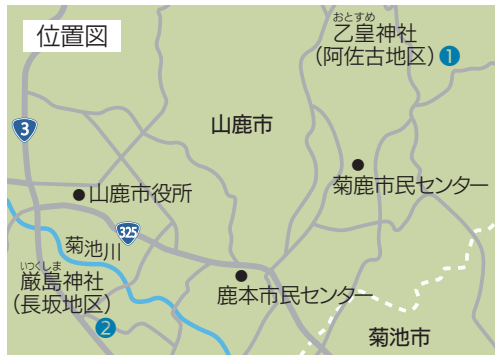 位置図
おとすめ
乙皇神社
(阿佐古地区) 1
3
山鹿市
菊鹿市民センター
山鹿市役所
325
菊池川
いつくしま
厳島神社
(長坂地区)
2
鹿本市民センター
菊池市